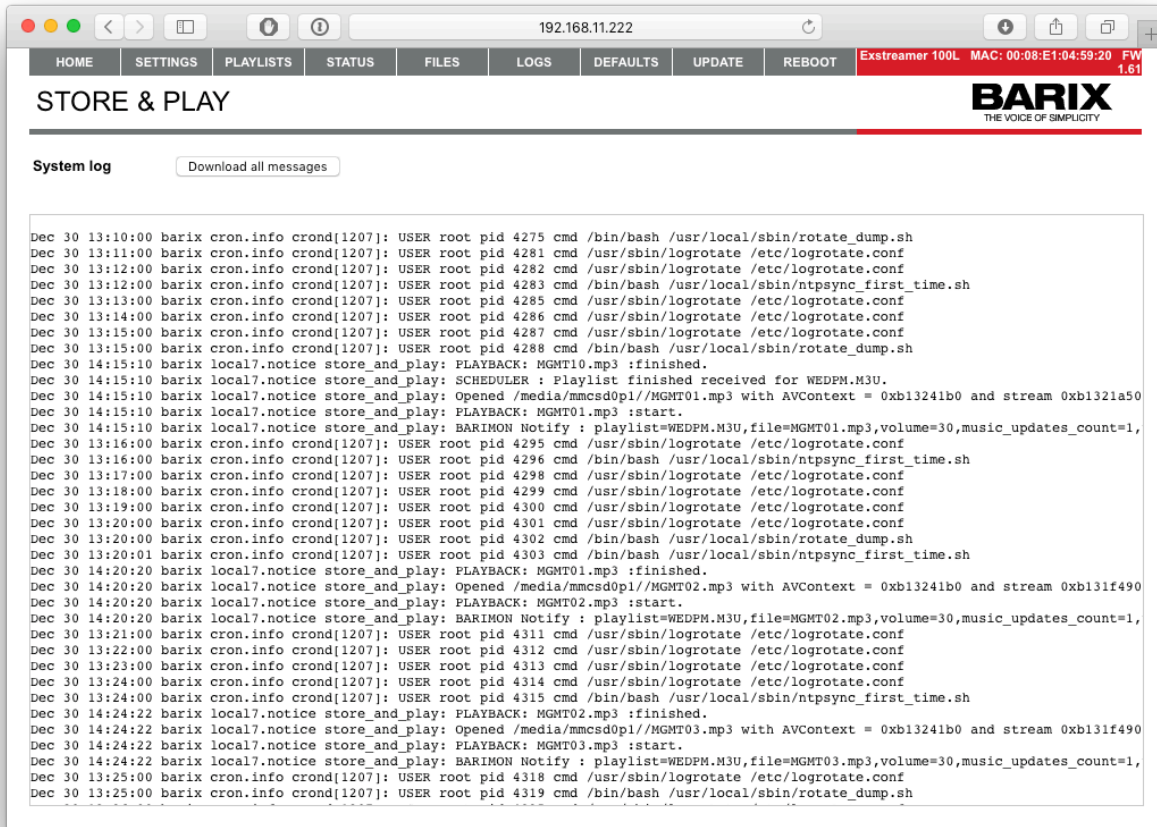 192.168.11.222
HOME SETTINGS PLAYLISTS STATUS FILES LOGS DEFAULTS UPDATE REBOOT Exstreamer 100L MAC: 00:08:E1:04:59:20 FW
1.61
STORE & PLAY
BARIX
THE VOICE OF SIMPLICITY
System log Download all messages
Dec 30 13:10:00 barix cron.info crond[1207]: USER root pid 4275 cmd /bin/bash /usr/local/sbin/rotate_dump.sh
Dec 30 13:11:00 barix cron.info crond[1207]: USER root pid 4281 cmd /usr/sbin/logrotate /etc/logrotate.conf
Dec 30 13:12:00 barix cron.info crond[1207]: USER root pid 4282 cmd /usr/sbin/logrotate /etc/logrotate.conf
Dec 30 13:12:00 barix cron.info crond[1207]: USER root pid 4283 cmd /bin/bash /usr/local/sbin/ntpsync_first_time.sh
Dec 30 13:13:00 barix cron.info crond[1207]: USER root pid 4285 cmd /usr/sbin/logrotate /etc/logrotate.conf
Dec 30 13:14:00 barix cron.info crond[1207]: USER root pid 4286 cmd /usr/sbin/logrotate /etc/logrotate.conf
Dec 30 13:15:00 barix cron.info crond[1207]: USER root pid 4287 cmd /usr/sbin/logrotate /etc/logrotate.conf
Dec 30 13:15:00 barix cron.info crond[1207]: USER root pid 4288 cmd /bin/bash /usr/local/sbin/rotate_dump.sh
Dec 30 14:15:10 barix local7.notice store_and_play: PLAYBACK: MGMT10.mp3 :finished.
Dec 30 14:15:10 barix local7.notice store_and_play: SCHEDULER : Playlist finished received for WEDPM.M3U.
Dec 30 14:15:10 barix local7.notice store_and_play: Opened /media/mmcsd0p1//MGMT01.mp3 with AVContext = 0xb13241b0 and stream 0xb1321a50
Dec 30 14:15:10 barix local7.notice store_and_play: PLAYBACK: MGMT01.mp3 :start.
Dec 30 14:15:10 barix local7.notice store_and_play: BARIMON Notify : playlist=WEDPM.M3U,file=MGMT01.mp3,volume=30,music_updates_count=1,
Dec 30 13:16:00 barix cron.info crond[1207]: USER root pid 4295 cmd /usr/sbin/logrotate /etc/logrotate.conf
Dec 30 13:16:00 barix cron.info crond[1207]: USER root pid 4296 cmd /bin/bash /usr/local/sbin/ntpsync_first_time.sh
Dec 30 13:17:00 barix cron.info crond[1207]: USER root pid 4298 cmd /usr/sbin/logrotate /etc/logrotate.conf
Dec 30 13:18:00 barix cron.info crond[1207]: USER root pid 4299 cmd /usr/sbin/logrotate /etc/logrotate.conf
Dec 30 13:19:00 barix cron.info crond[1207]: USER root pid 4300 cmd /usr/sbin/logrotate /etc/logrotate.conf
Dec 30 13:20:00 barix cron.info crond[1207]: USER root pid 4301 cmd /usr/sbin/logrotate /etc/logrotate.conf
Dec 30 13:20:00 barix cron.info crond[1207]: USER root pid 4302 cmd /bin/bash /usr/local/sbin/rotate_dump.sh
Dec 30 13:20:01 barix cron.info crond[1207]: USER root pid 4303 cmd /bin/bash /usr/local/sbin/ntpsync_first_time.sh
Dec 30 14:20:20 barix local7.notice store_and_play: PLAYBACK: MGMT01.mp3 :finished.
Dec 30 14:20:20 barix local7.notice store_and_play: Opened /media/mmcsd0p1//MGMT02.mp3 with AVContext = 0xb13241b0 and stream 0xb131f490
Dec 30 14:20:20 barix local7.notice store_and_play: PLAYBACK: MGMT02.mp3 :start.
Dec 30 14:20:20 barix local7.notice store_and_play: BARIMON Notify : playlist=WEDPM.M3U,file=MGMT02.mp3,volume=30,music_updates_count=1,
Dec 30 13:21:00 barix cron.info crond[1207]: USER root pid 4311 cmd /usr/sbin/logrotate /etc/logrotate.conf
Dec 30 13:22:00 barix cron.info crond[1207]: USER root pid 4312 cmd /usr/sbin/logrotate /etc/logrotate.conf
Dec 30 13:23:00 barix cron.info crond[1207]: USER root pid 4313 cmd /usr/sbin/logrotate /etc/logrotate.conf
Dec 30 13:24:00 barix cron.info crond[1207]: USER root pid 4314 cmd /usr/sbin/logrotate /etc/logrotate.conf
Dec 30 13:24:00 barix cron.info crond[1207]: USER root pid 4315 cmd /bin/bash /usr/local/sbin/ntpsync_first_time.sh
Dec 30 14:24:22 barix local7.notice store_and_play: PLAYBACK: MGMT02.mp3 :finished.
Dec 30 14:24:22 barix local7.notice store_and_play: Opened /media/mmcsd0p1//MGMT03.mp3 with AVContext = 0xb13241b0 and stream 0xb131f490
Dec 30 14:24:22 barix local7.notice store_and_play: PLAYBACK: MGMT03.mp3 :start.
Dec 30 14:24:22 barix local7.notice store_and_play: BARIMON Notify : playlist=WEDPM.M3U,file=MGMT03.mp3,volume=30,music_updates_count=1,
Dec 30 13:25:00 barix cron.info crond[1207]: USER root pid 4318 cmd /usr/sbin/logrotate /etc/logrotate.conf
Dec 30 13:25:00 barix cron.info crond[1207]: USER root pid 4319 cmd /bin/bash /usr/local/sbin/rotate_dump.sh